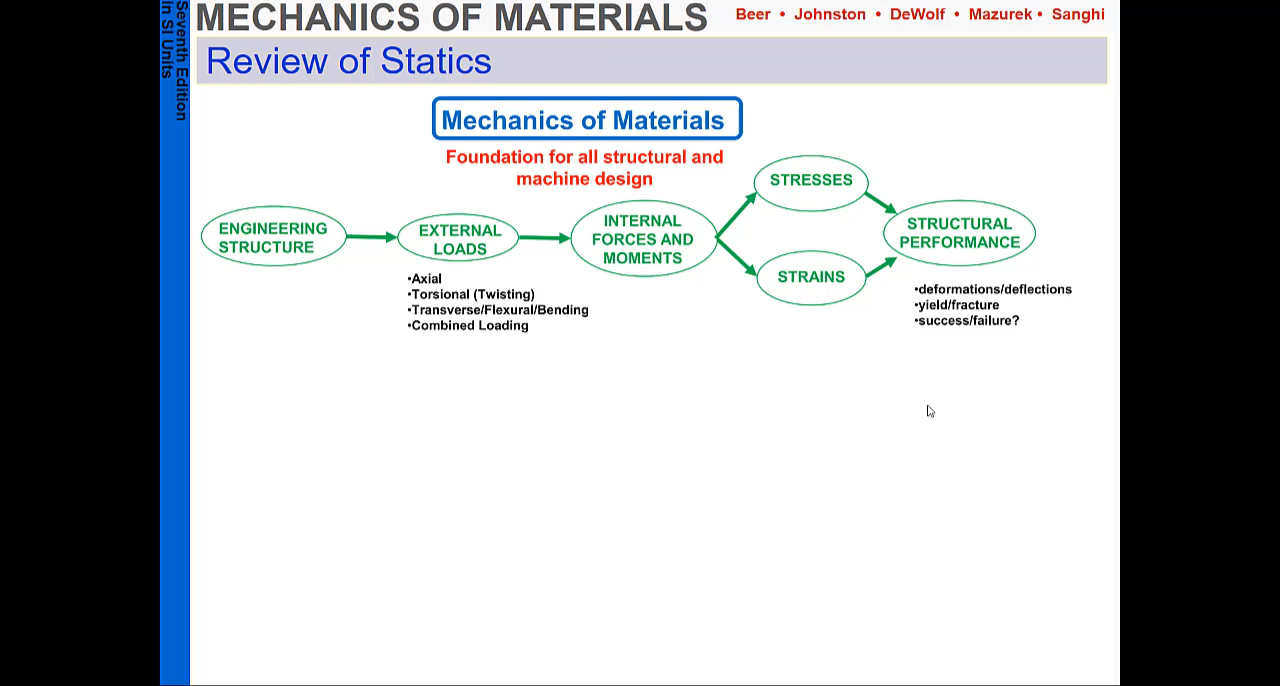 MECHANICS OF MATERIALS
Beer • Johnston • DeWolf • Mazurek • Sanghi
Seventh Edition
in SI Units
Review of Statics
Mechanics of Materials
Foundation for all structural and
machine design
ENGINEERING
STRUCTURE
EXTERNAL
LOADS
•Axial
•Torsional (Twisting)
•Transverse/Flexural/Bending
•Combined Loading
INTERNAL
FORCES AND
MOMENTS
STRESSES
STRAINS
STRUCTURAL
PERFORMANCE
•deformations/deflections
•yield/fracture
•success/failure?